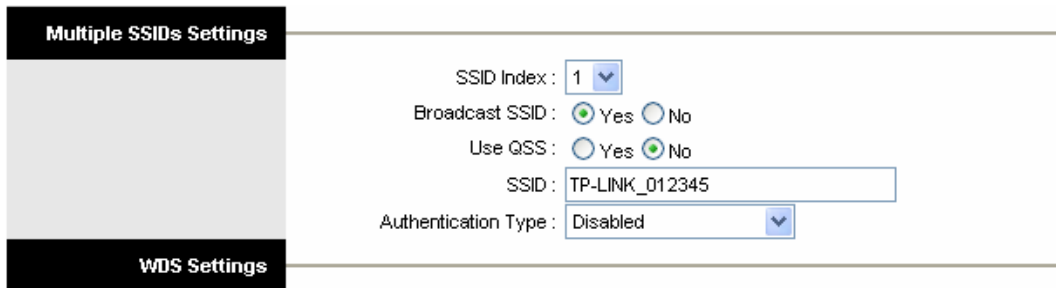 Multiple SSIDs Settings
SSID Index : 1
Broadcast SSID : Yes No
Use QSS : Yes No
SSID : TP-LINK_012345
Authentication Type : Disabled
WDS Settings